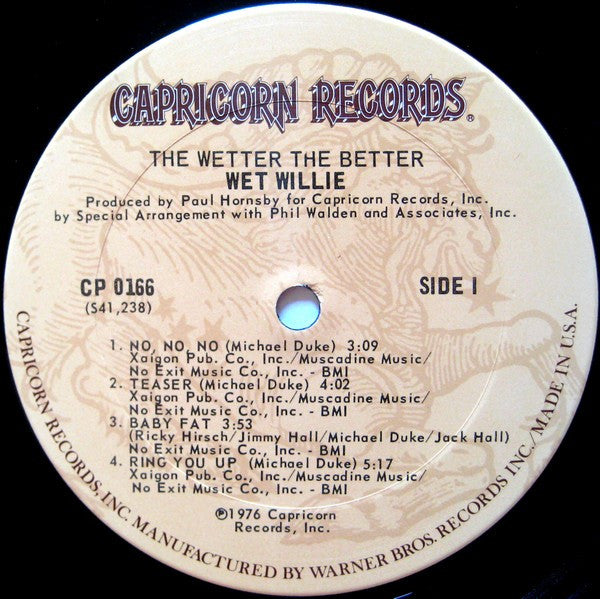 CAPRICORN RECORDS®
THE WETTER THE BETTER
WET WILLIE
Produced by Paul Hornsby for Capricorn Records, Inc.
by Special Arrangement with Phil Walden and Associates, Inc.
CP 0166
(S41,238)
SIDE I
1. NO, NO, NO (Michael Duke) 3:09
Xaigon Pub. Co., Inc./Muscadine Music/
No Exit Music Co., Inc. - BMI
2. TEASER (Michael Duke) 4:02
Xaigon Pub. Co., Inc./Muscadine Music/
No Exit Music Co., Inc. - BMI
3. BABY FAT 3:53
(Ricky Hirsch/Jimmy Hall/Michael Duke/Jack Hall)
No Exit Music Co., Inc. - BMI
4. RING YOU UP (Michael Duke) 5:17
Xaigon Pub. Co., Inc./Muscadine Music/
No Exit Music Co., Inc. - BMI
℗1976 Capricorn
Records, Inc.
CAPRICORN RECORDS, INC. MANUFACTURED BY WARNER BROS. RECORDS INC./MADE IN U.S.A.